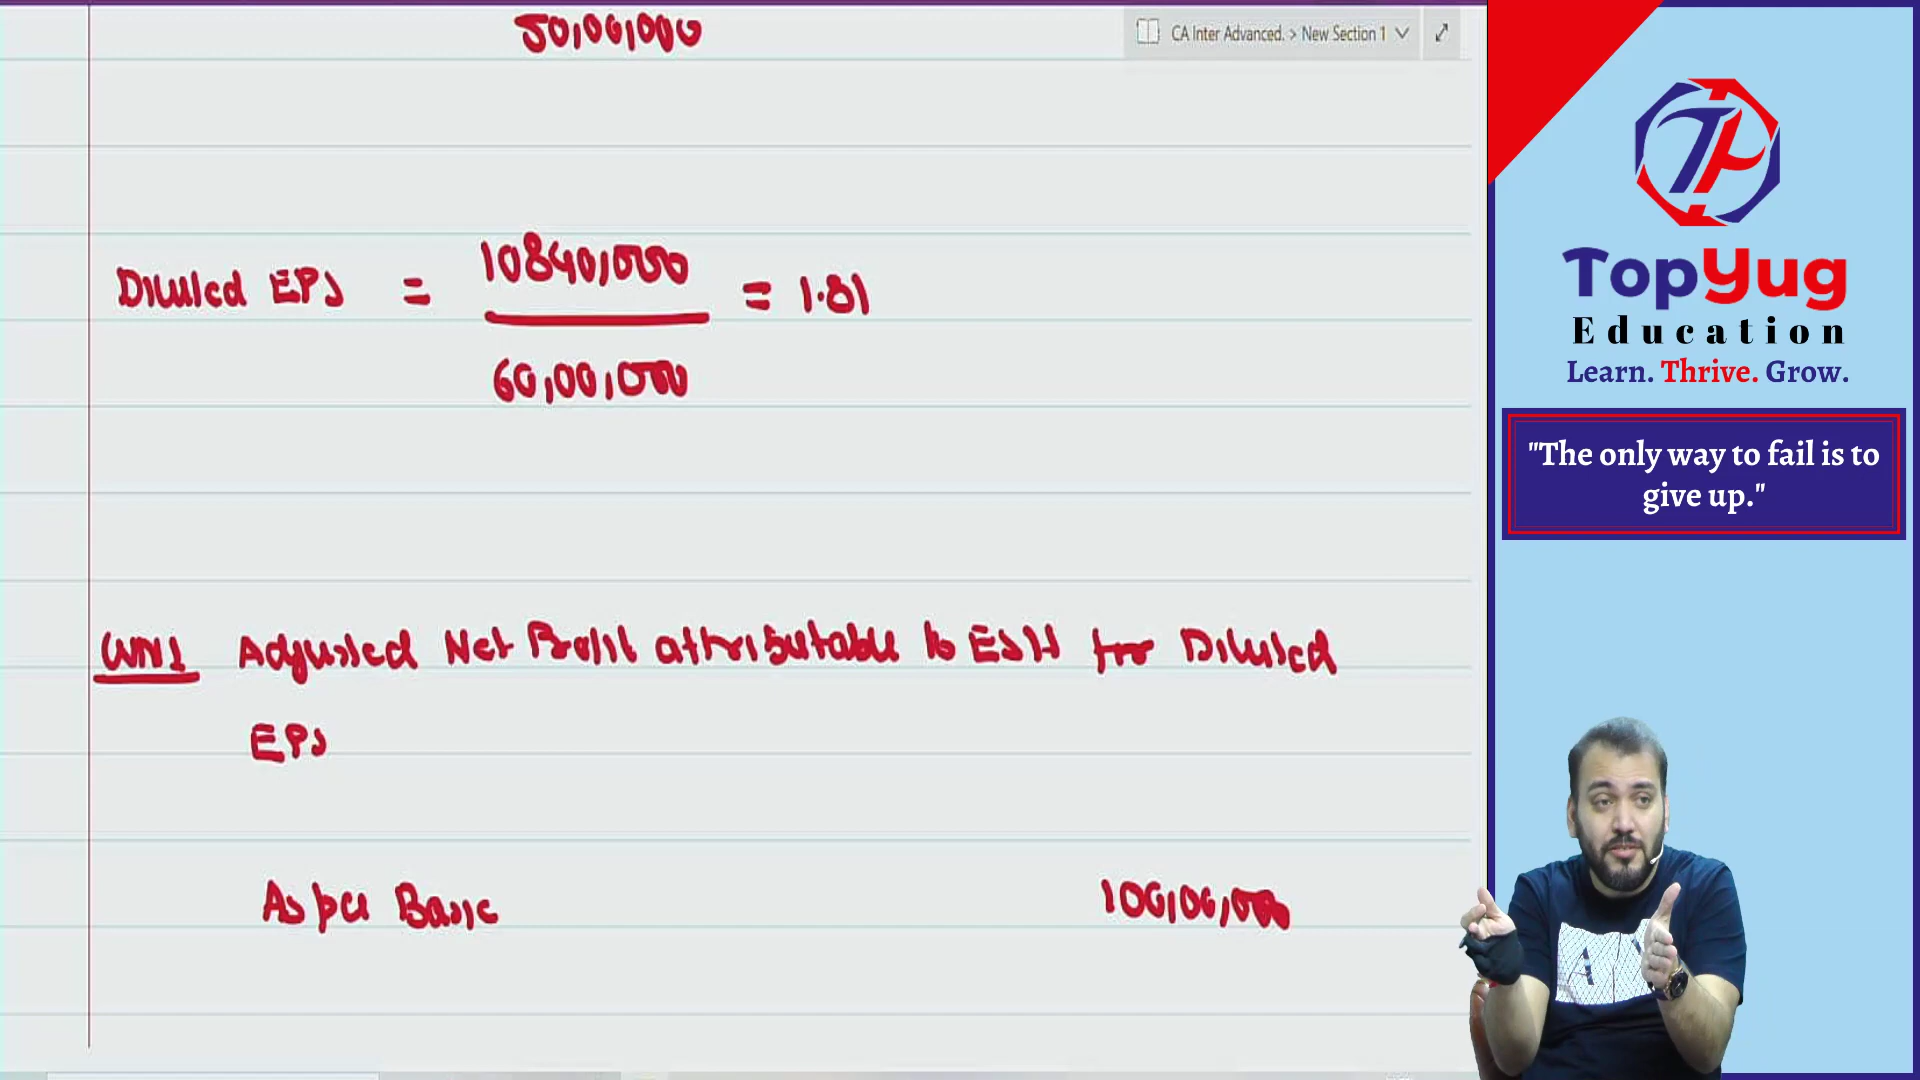 50,00,000
CA Inter Advanced. > New Section 1
Diluted EPS = 10840,000 / 60,00,000 = 1.81
WN1 Adjusted Net Profit attributable to ESH for Diluted
EPS
As per Basic 100,00,000
TopYug
Education
Learn. Thrive. Grow.
"The only way to fail is to
give up."